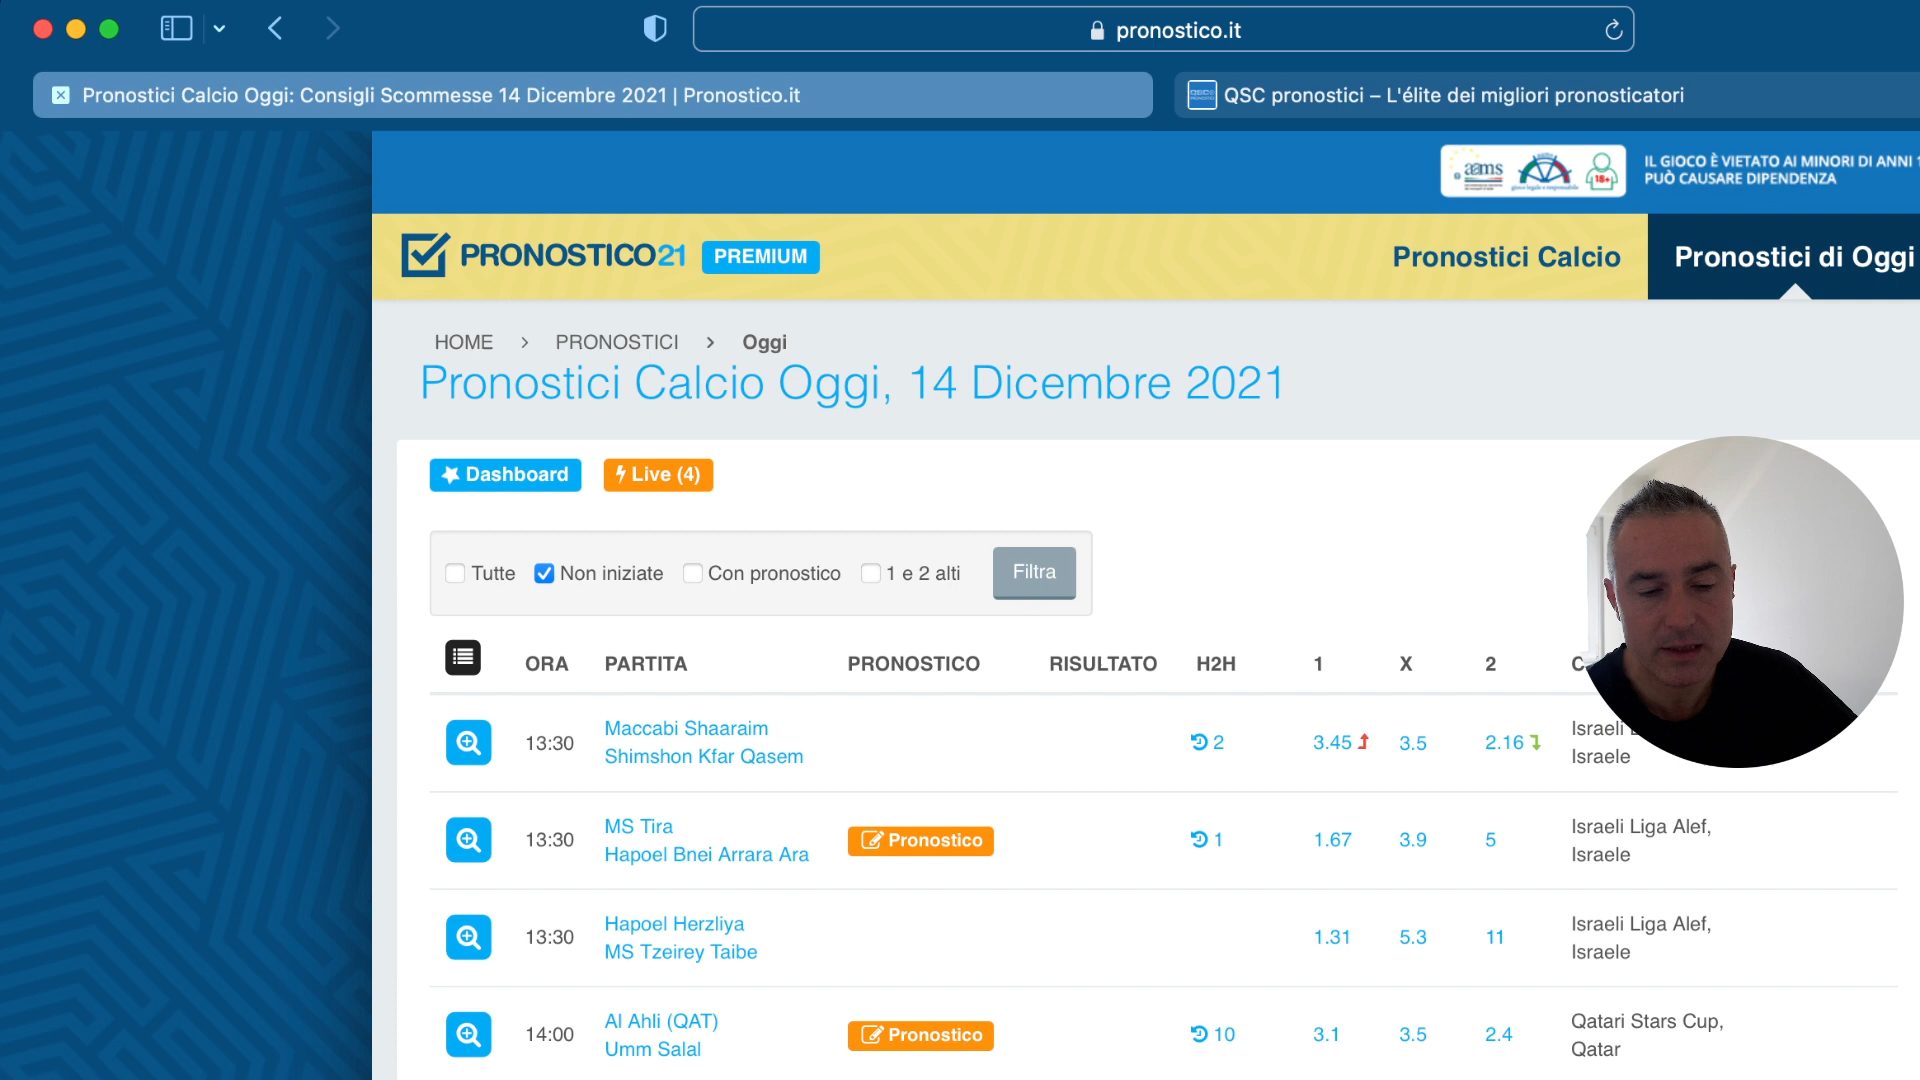 pronostico.it
Pronostici Calcio Oggi: Consigli Scommesse 14 Dicembre 2021 | Pronostico.it
QSC pronostici – L'élite dei migliori pronosticatori
aams
18+
IL GIOCO È VIETATO AI MINORI DI ANNI
PUÒ CAUSARE DIPENDENZA
PRONOSTICO21 PREMIUM
Pronostici Calcio
Pronostici di Oggi
HOME > PRONOSTICI > Oggi
Pronostici Calcio Oggi, 14 Dicembre 2021
Dashboard
Live (4)
Tutte Non iniziate Con pronostico 1 e 2 alti Filtra
ORA PARTITA PRONOSTICO RISULTATO H2H 1 X 2
13:30 Maccabi Shaaraim
Shimshon Kfar Qasem
2 3.45 3.5 2.16
Israeli
Israele
13:30 MS Tira
Hapoel Bnei Arrara Ara
Pronostico 1 1.67 3.9 5
Israeli Liga Alef,
Israele
13:30 Hapoel Herzliya
MS Tzeirey Taibe
1.31 5.3 11
Israeli Liga Alef,
Israele
14:00 Al Ahli (QAT)
Umm Salal
Pronostico 10 3.1 3.5 2.4
Qatari Stars Cup,
Qatar